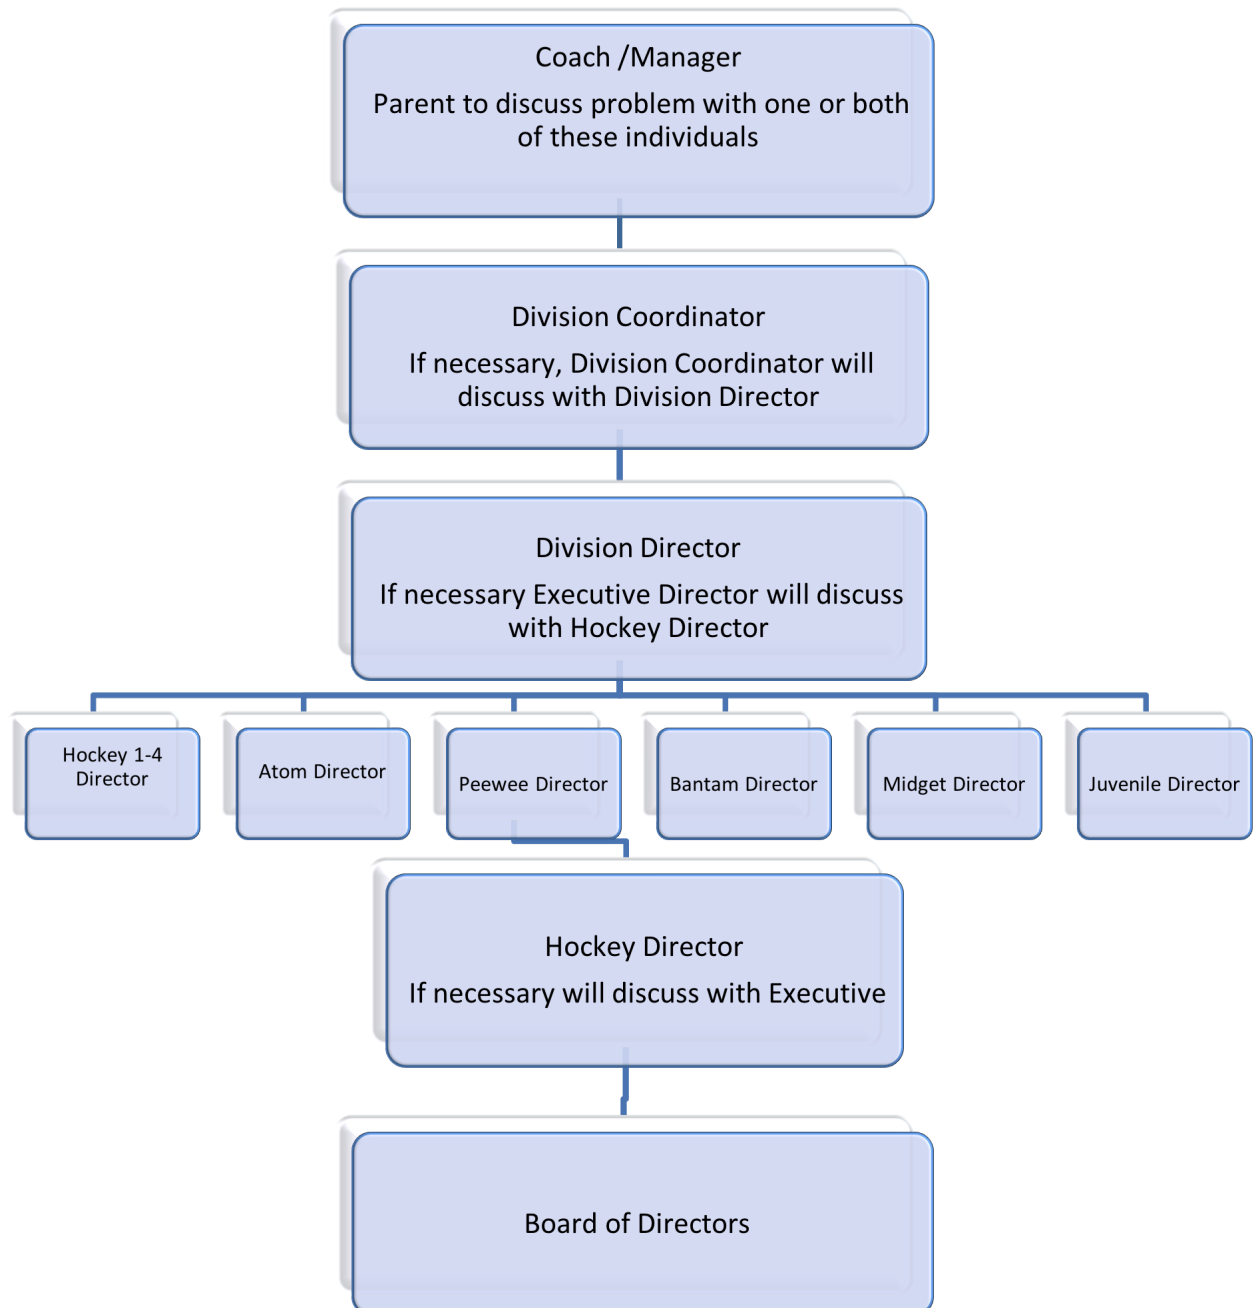 Coach /Manager
Parent to discuss problem with one or both
of these individuals
Division Coordinator
If necessary, Division Coordinator will
discuss with Division Director
Division Director
If necessary Executive Director will discuss
with Hockey Director
Hockey 1-4
Director
Atom Director
Peewee Director
Bantam Director
Midget Director
Juvenile Director
Hockey Director
If necessary will discuss with Executive
Board of Directors